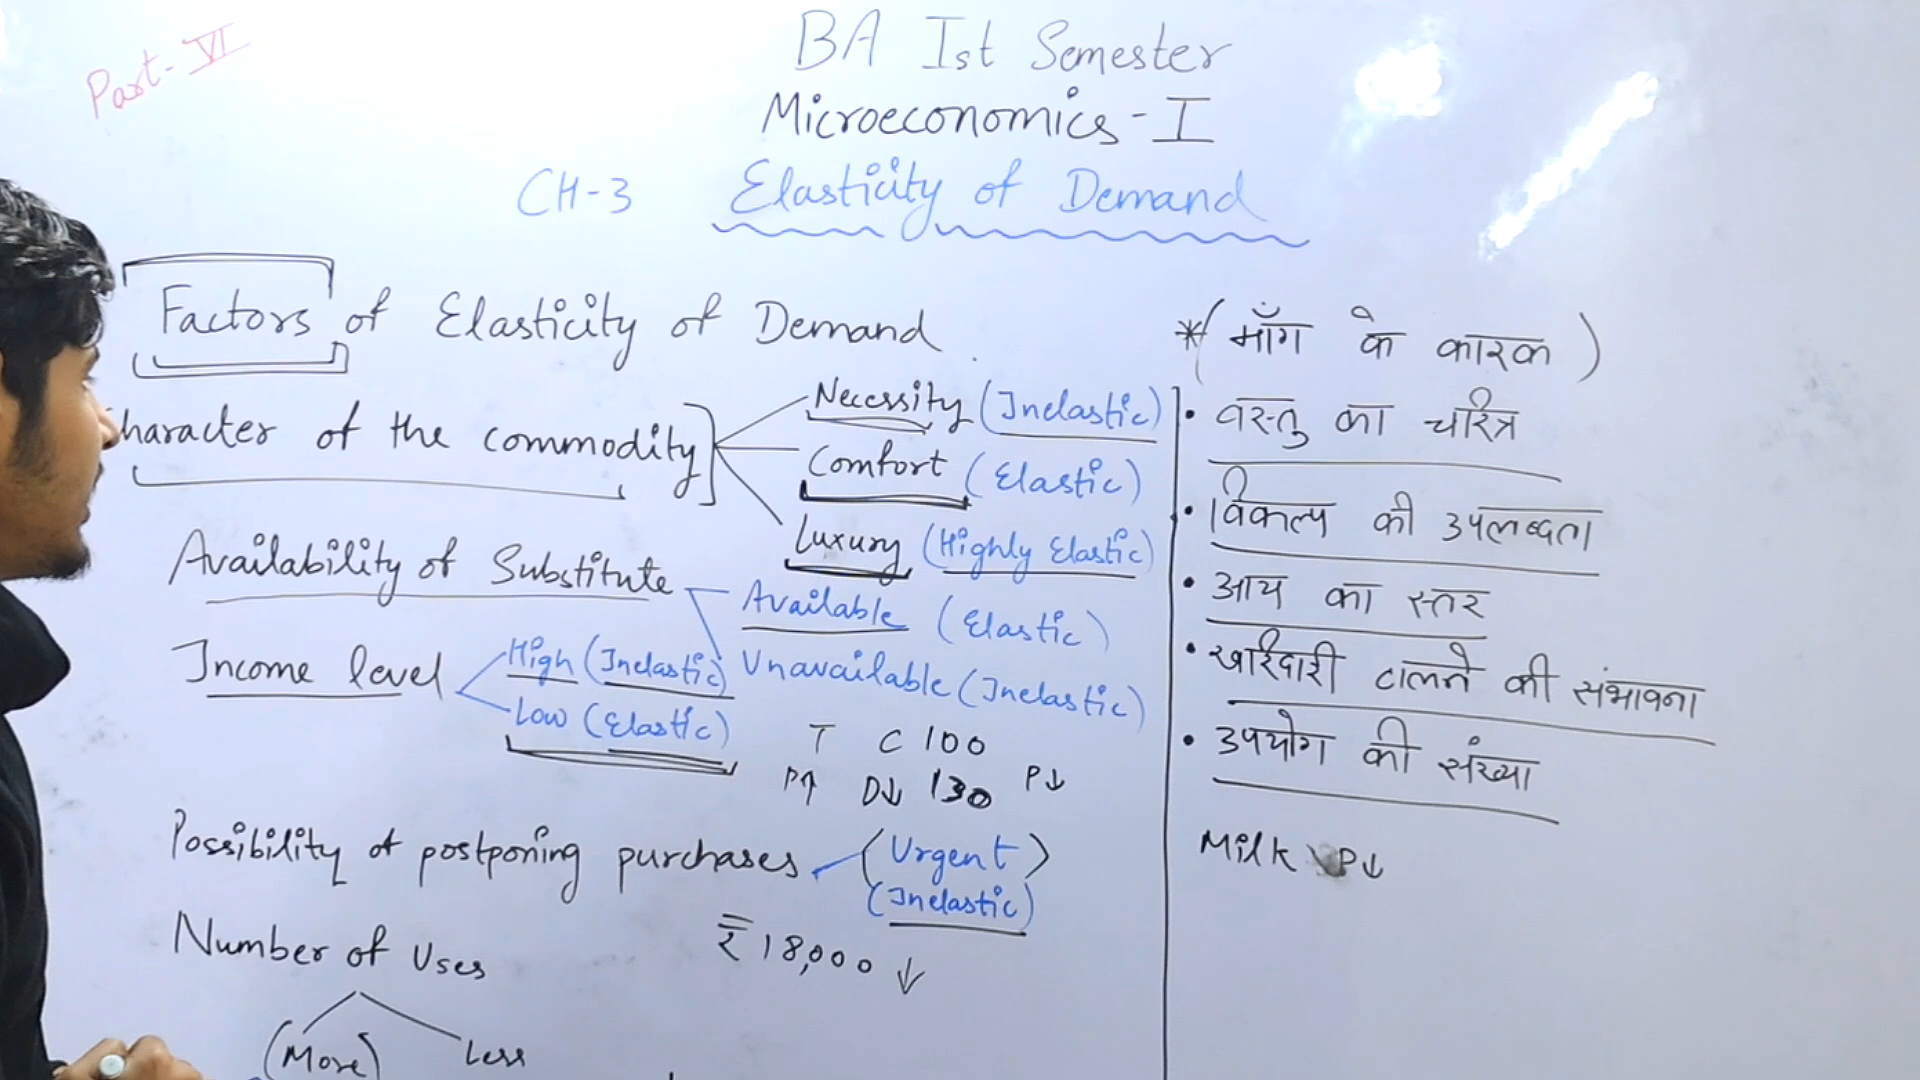 Part-VI
BA Ist Semester
Microeconomics-I
CH-3 Elasticity of Demand
Factors of Elasticity of Demand
Character of the commodity
Necessity (Inelastic)
Comfort (Elastic)
Luxury (Highly Elastic)
Availability of Substitute
Available (Elastic)
Unavailable (Inelastic)
Income level
High (Inelastic)
Low (Elastic)
T C 100
P↑ D↓ 130 P↓
Possibility of postponing purchases (Urgent)
(Inelastic)
Number of Uses
₹ 18,000 ↓
(More) Less
*(माँग के कारक)
• वस्तु का चरित्र
• विकल्प की उपलब्दता
• आय का स्तर
• खरिदारी टालने की संभावना
• उपयोग की संख्या
Milk P↓